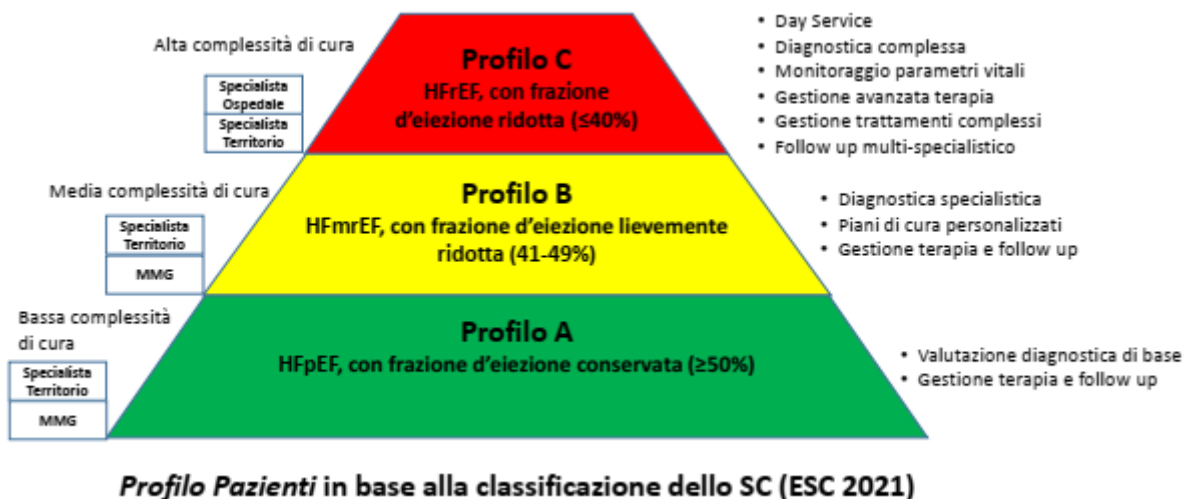 Alta complessità di cura
Specialista
Ospedale
Specialista
Territorio
Profilo C
HFrEF, con frazione
d'eiezione ridotta (≤40%)
• Day Service
• Diagnostica complessa
• Monitoraggio parametri vitali
• Gestione avanzata terapia
• Gestione trattamenti complessi
• Follow up multi-specialistico
Media complessità di cura
Specialista
Territorio
MMG
Profilo B
HFmrEF, con frazione d'eiezione lievemente
ridotta (41-49%)
• Diagnostica specialistica
• Piani di cura personalizzati
• Gestione terapia e follow up
Bassa complessità
di cura
Specialista
Territorio
MMG
Profilo A
HFpEF, con frazione d'eiezione conservata (≥50%)
• Valutazione diagnostica di base
• Gestione terapia e follow up
Profilo Pazienti in base alla classificazione dello SC (ESC 2021)